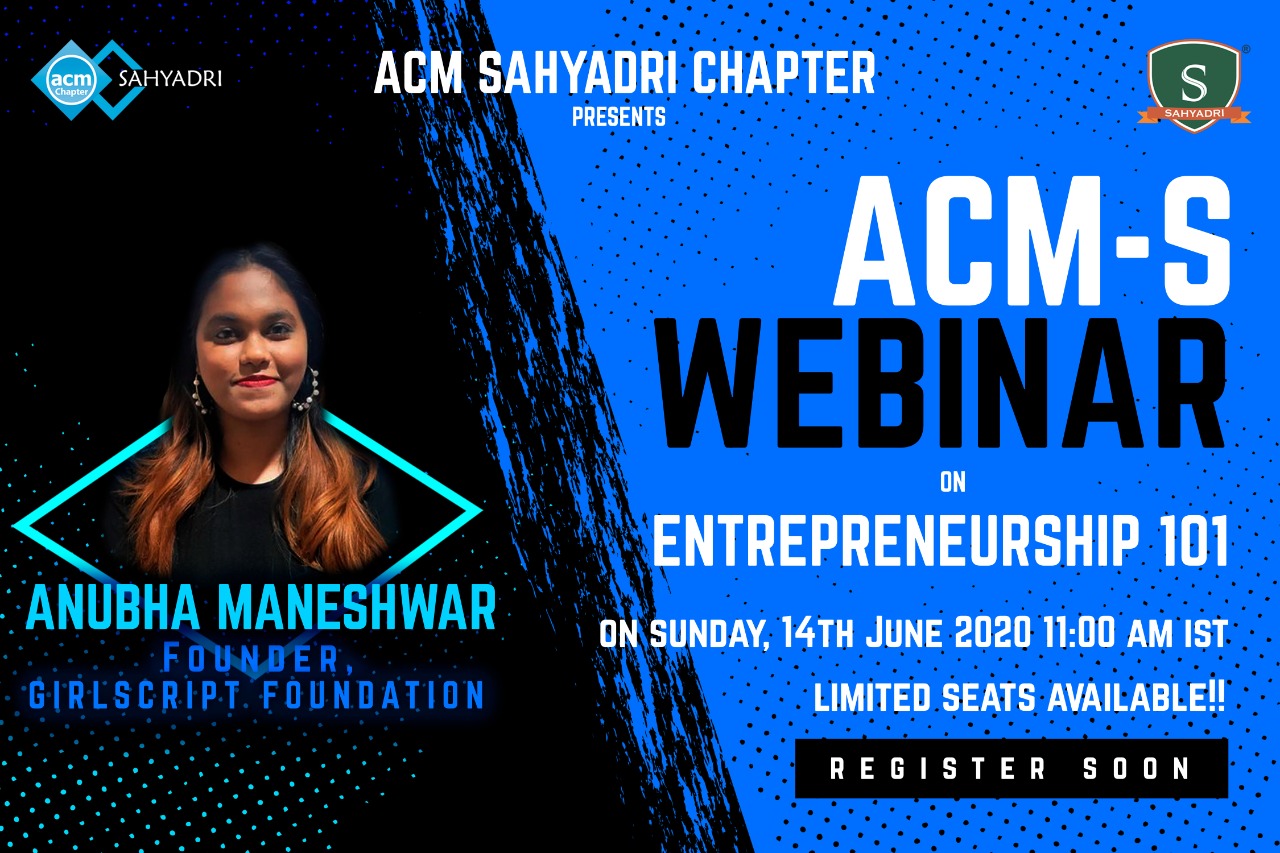 acm
Chapter
SAHYADRI
ACM SAHYADRI CHAPTER
PRESENTS
S
SAHYADRI
®
ACM-S
WEBINAR
ON
ENTREPRENEURSHIP 101
ON SUNDAY, 14TH JUNE 2020 11:00 AM IST
LIMITED SEATS AVAILABLE!!
REGISTER SOON
ANUBHA MANESHWAR
FOUNDER,
GIRLSCRIPT FOUNDATION